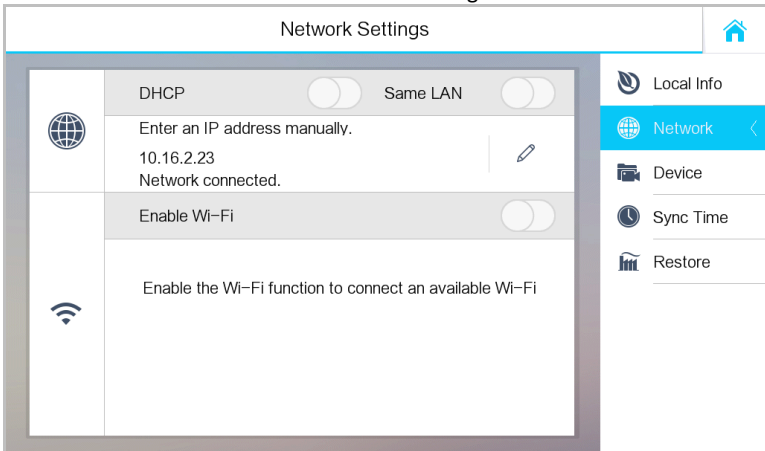 Network Settings
DHCP Same LAN
Enter an IP address manually.
10.16.2.23
Network connected.
Enable Wi-Fi
Enable the Wi-Fi function to connect an available Wi-Fi
Local Info
Network
Device
Sync Time
Restore